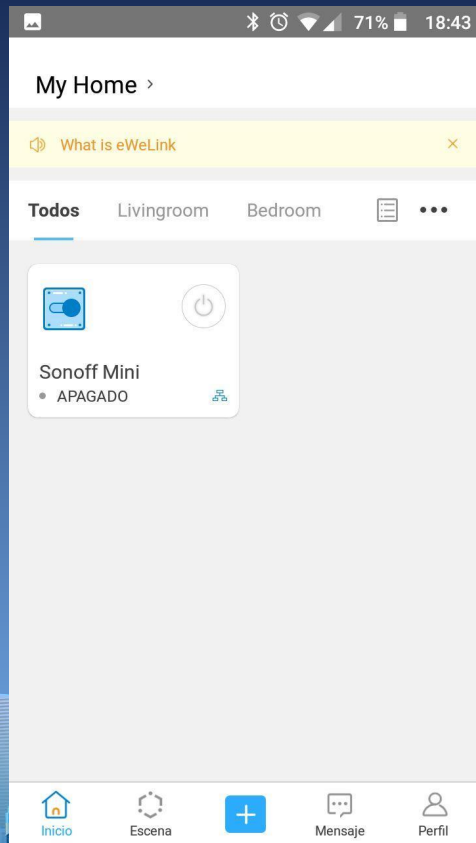 71% 18:43
My Home >
What is eWeLink ×
Todos Livingroom Bedroom
Sonoff Mini
APAGADO
Inicio Escena Mensaje Perfil